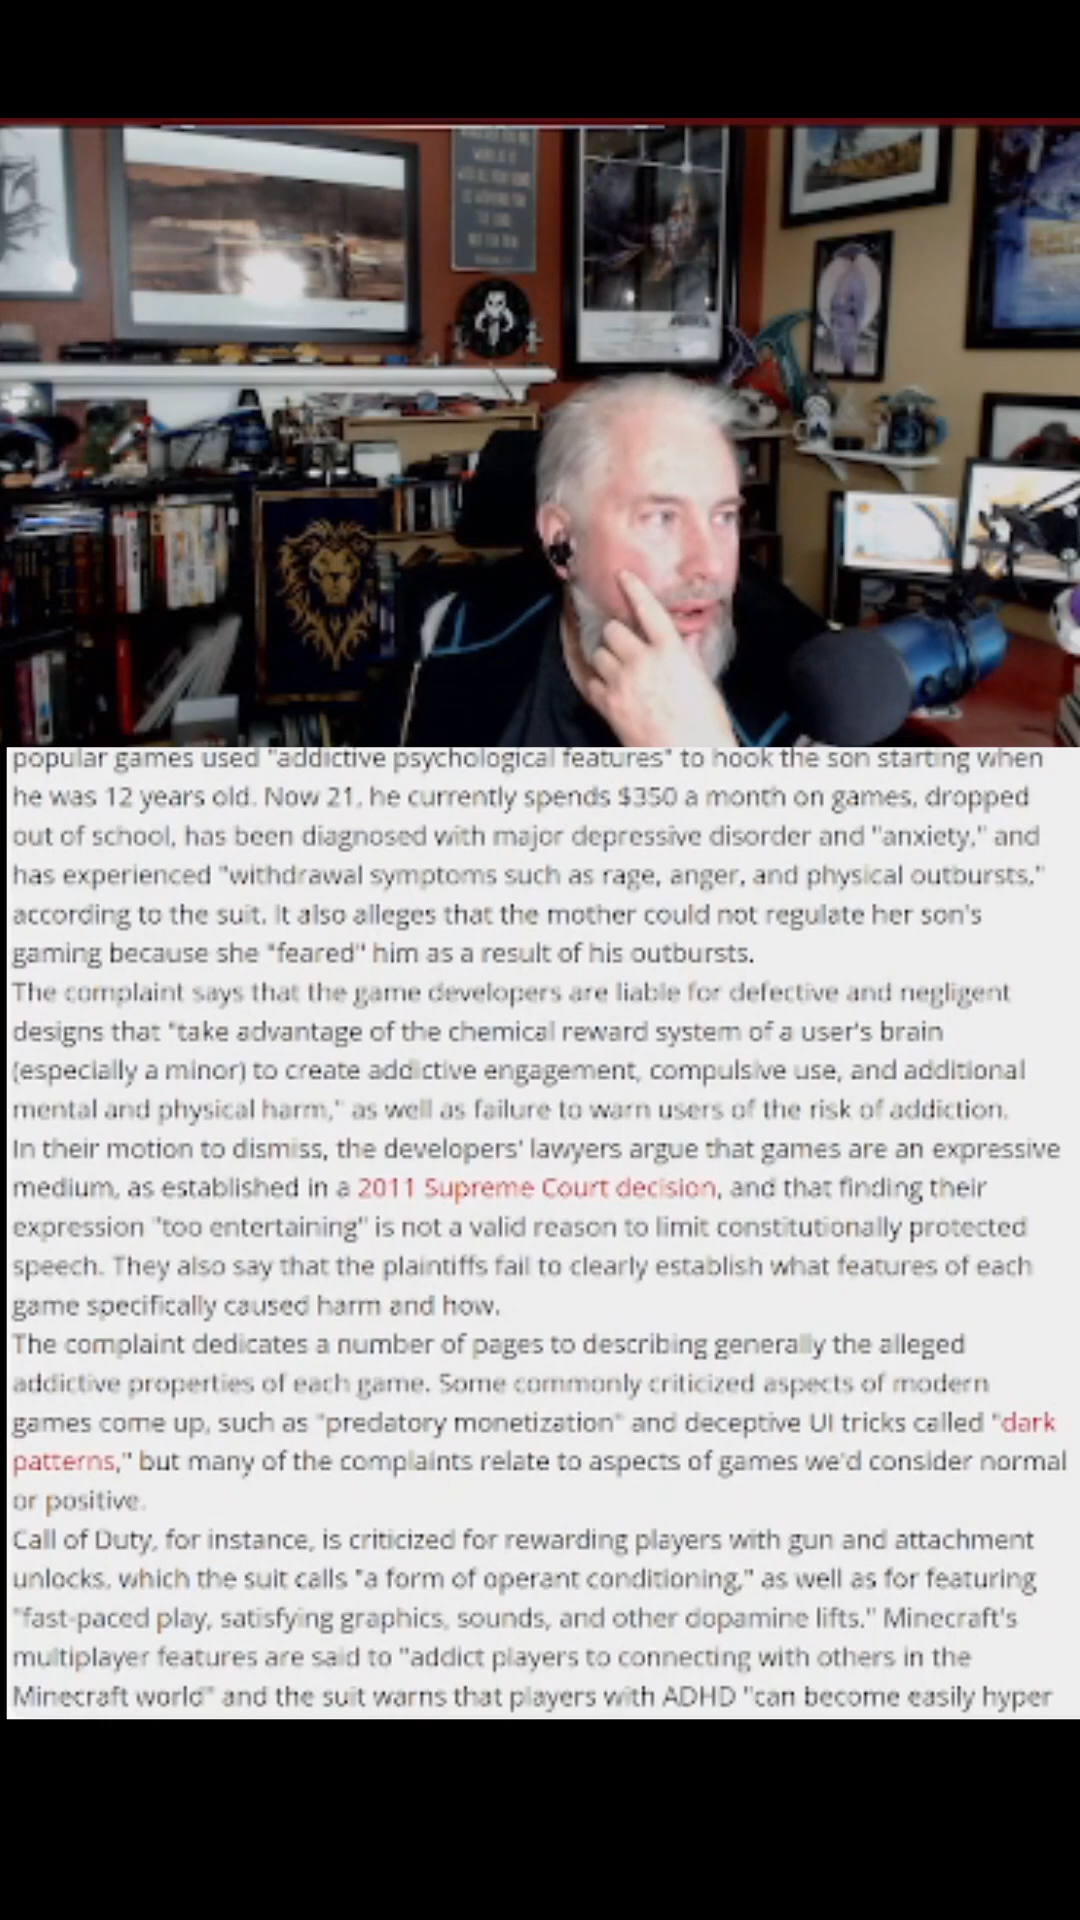 popular games used "addictive psychological features" to hook the son starting when
he was 12 years old. Now 21, he currently spends $350 a month on games, dropped
out of school, has been diagnosed with major depressive disorder and "anxiety," and
has experienced "withdrawal symptoms such as rage, anger, and physical outbursts,"
according to the suit. It also alleges that the mother could not regulate her son's
gaming because she "feared" him as a result of his outbursts.
The complaint says that the game developers are liable for defective and negligent
designs that "take advantage of the chemical reward system of a user's brain
(especially a minor) to create addictive engagement, compulsive use, and additional
mental and physical harm," as well as failure to warn users of the risk of addiction.
In their motion to dismiss, the developers' lawyers argue that games are an expressive
medium, as established in a 2011 Supreme Court decision, and that finding their
expression "too entertaining" is not a valid reason to limit constitutionally protected
speech. They also say that the plaintiffs fail to clearly establish what features of each
game specifically caused harm and how.
The complaint dedicates a number of pages to describing generally the alleged
addictive properties of each game. Some commonly criticized aspects of modern
games come up, such as "predatory monetization" and deceptive UI tricks called "dark
patterns," but many of the complaints relate to aspects of games we'd consider normal
or positive.
Call of Duty, for instance, is criticized for rewarding players with gun and attachment
unlocks, which the suit calls "a form of operant conditioning," as well as for featuring
"fast-paced play, satisfying graphics, sounds, and other dopamine lifts." Minecraft's
multiplayer features are said to "addict players to connecting with others in the
Minecraft world" and the suit warns that players with ADHD "can become easily hyper